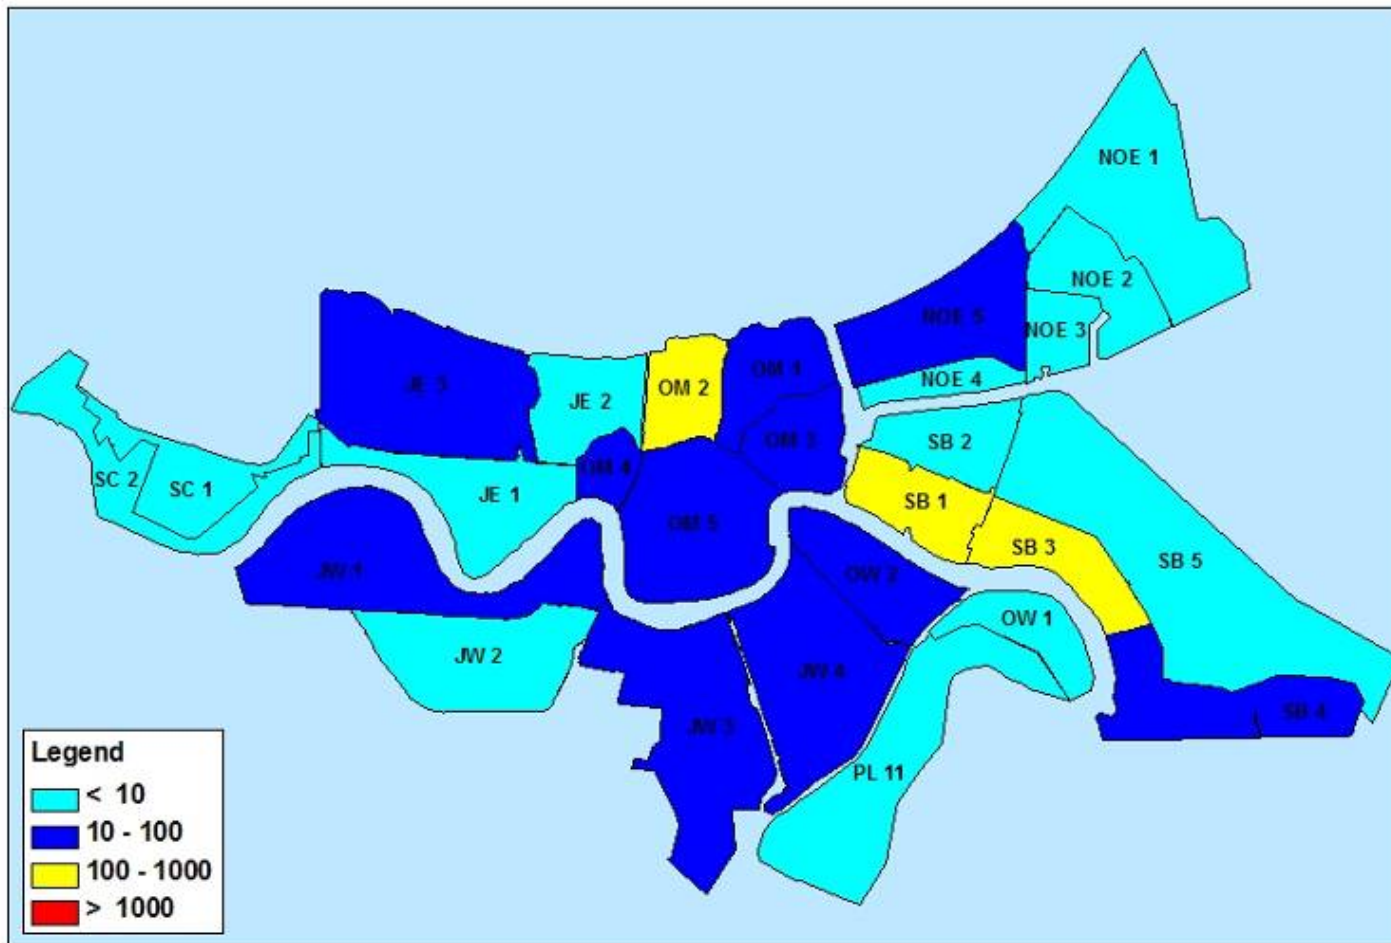 NOE 1
NOE 2
NOE 5
NOE 3
OM 1
NOE 4
JE 3
OM 2
JE 2
OM 3
SB 2
OM 4
SC 2
SC 1
JE 1
SB 1
OM 5
SB 3
SB 5
JW 1
OW 2
OW 1
JW 2
JW 4
JW 3
SB 4
PL 11
Legend
< 10
10 - 100
100 - 1000
> 1000